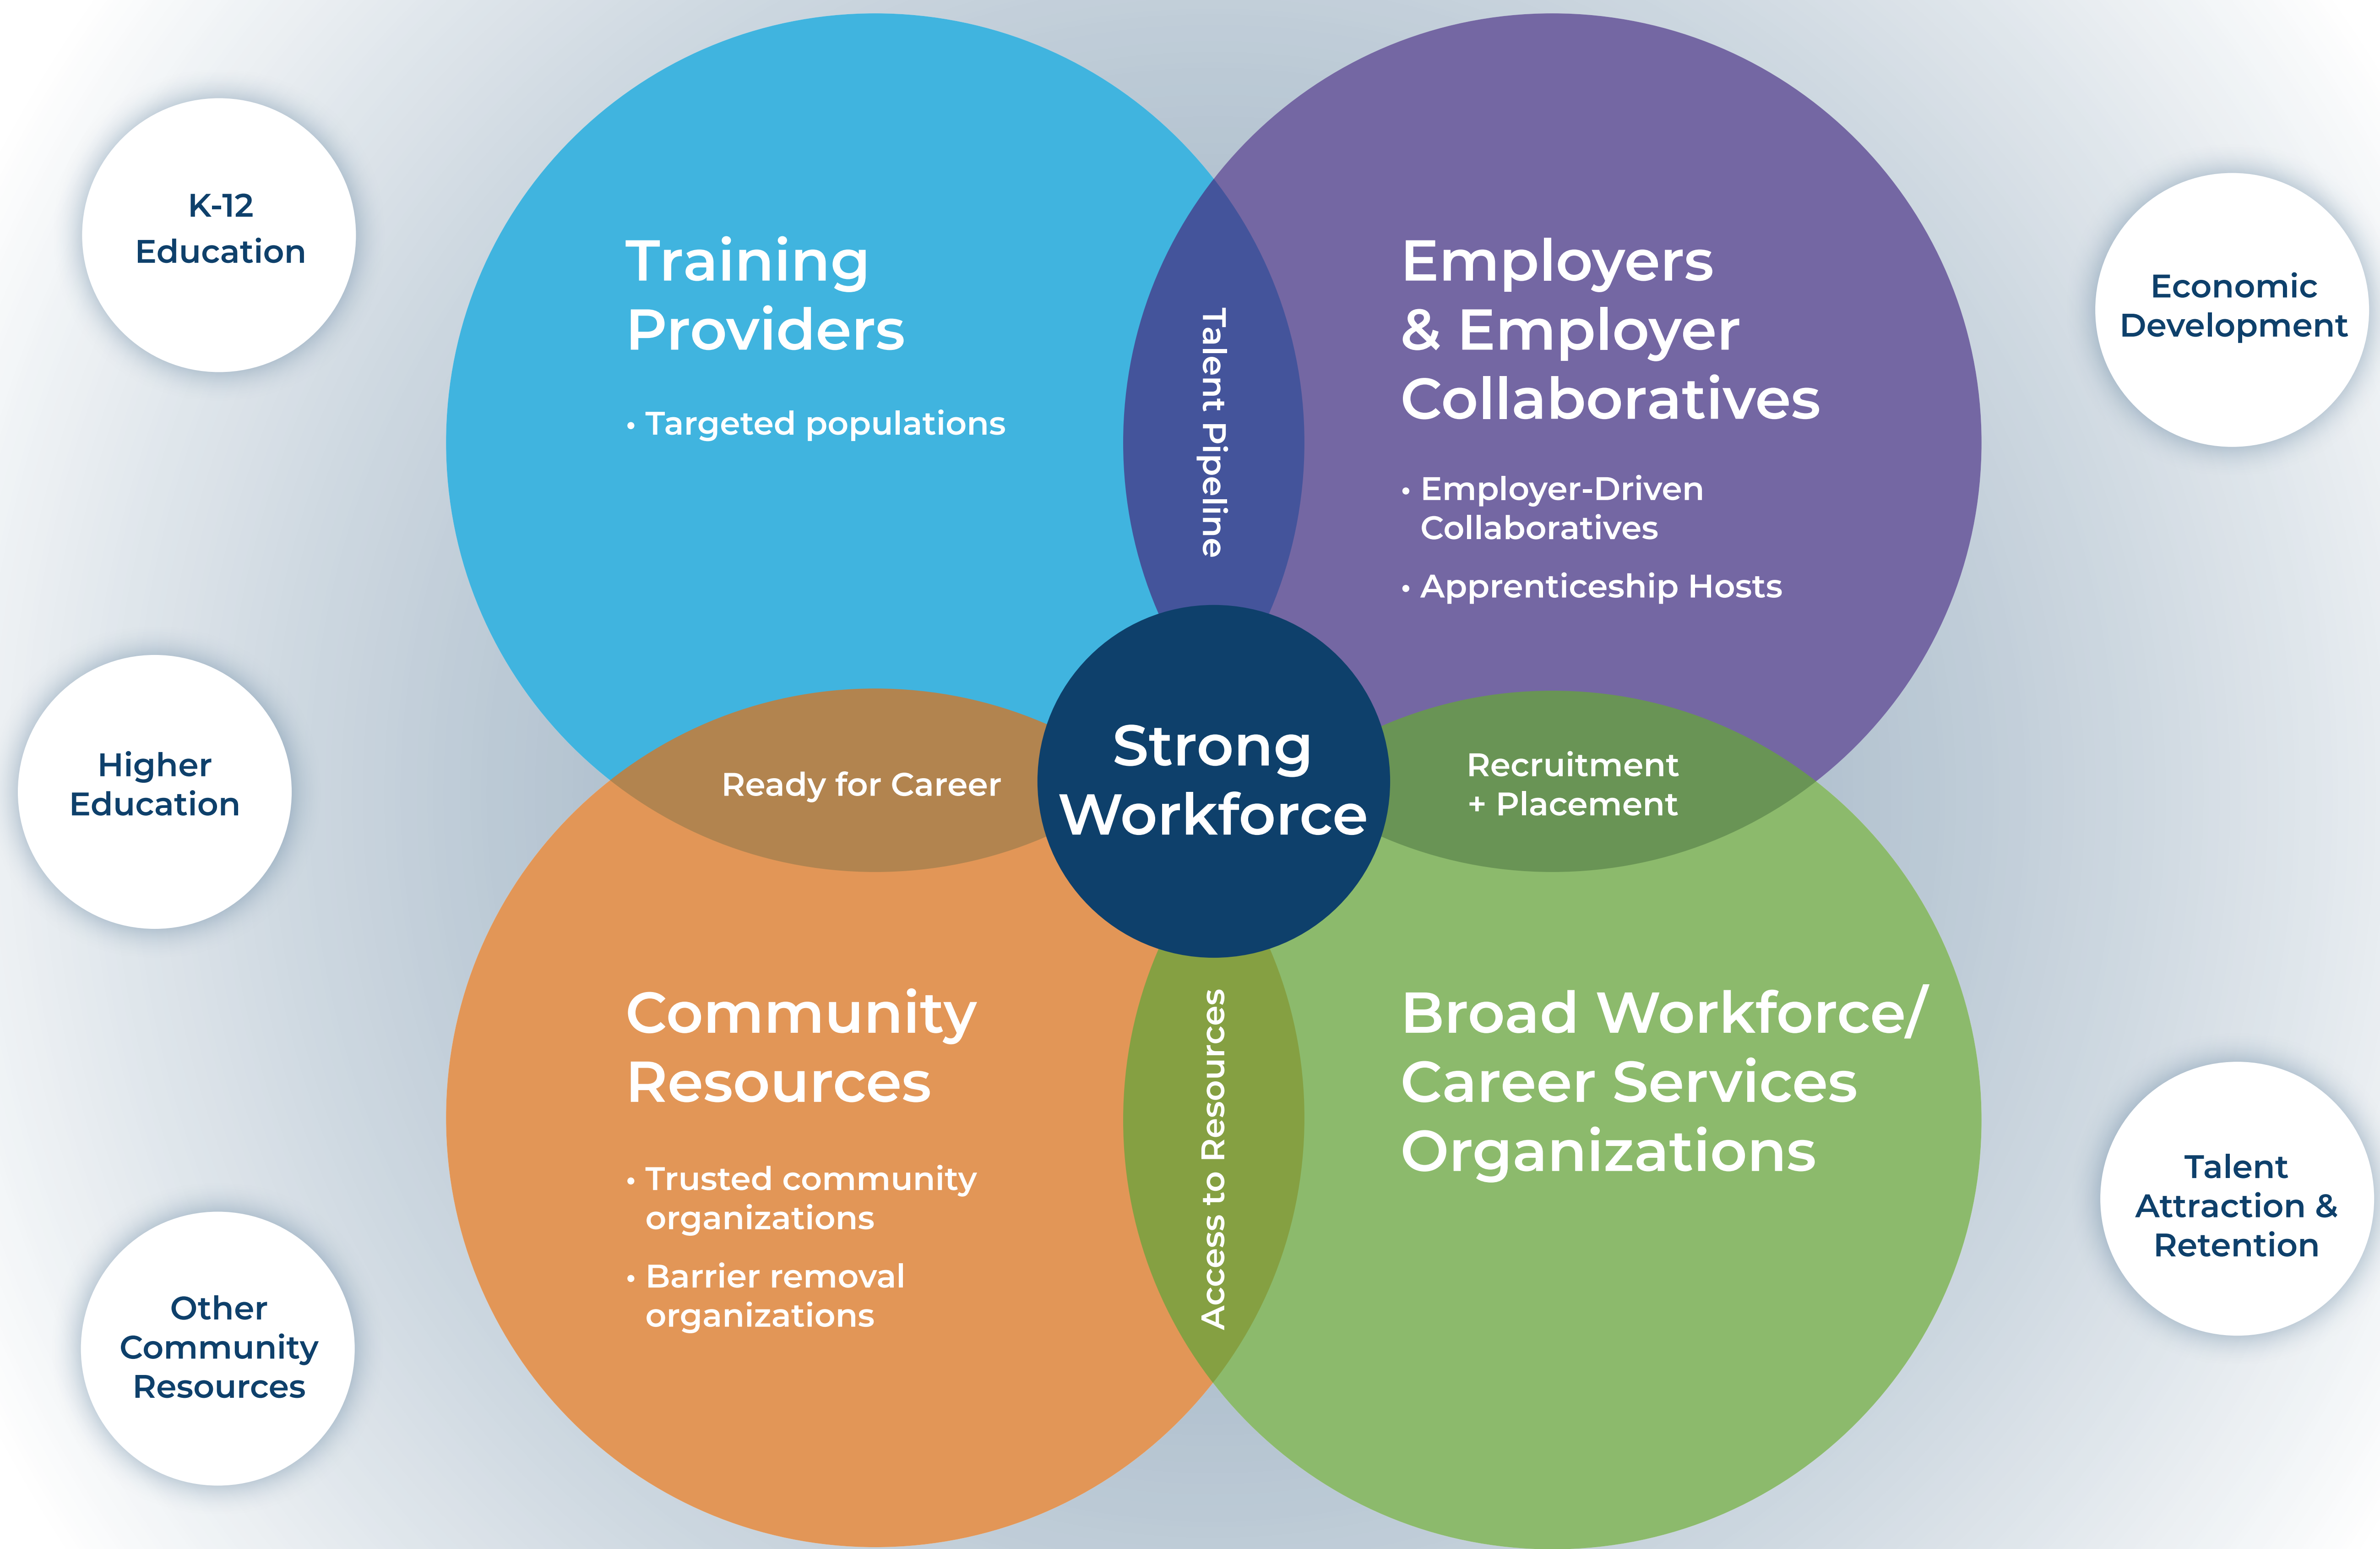 K-12
Education
Higher
Education
Other
Community
Resources
Training
Providers
• Targeted populations
Talent Pipeline
Employers
& Employer
Collaboratives
• Employer-Driven
Collaboratives
• Apprenticeship Hosts
Ready for Career
Strong
Workforce
Recruitment
+ Placement
Community
Resources
• Trusted community
organizations
• Barrier removal
organizations
Access to Resources
Broad Workforce/
Career Services
Organizations
Economic
Development
Talent
Attraction &
Retention